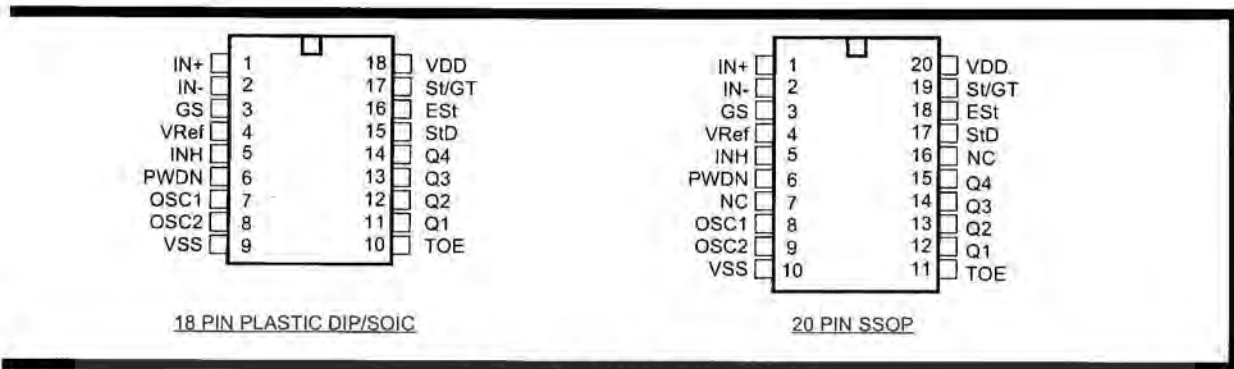 IN+ 1 18 VDD
IN- 2 17 St/GT
GS 3 16 ESt
VRef 4 15 StD
INH 5 14 Q4
PWDN 6 13 Q3
OSC1 7 12 Q2
OSC2 8 11 Q1
VSS 9 10 TOE
18 PIN PLASTIC DIP/SOIC
IN+ 1 20 VDD
IN- 2 19 St/GT
GS 3 18 ESt
VRef 4 17 StD
INH 5 16 NC
PWDN 6 15 Q4
NC 7 14 Q3
OSC1 8 13 Q2
OSC2 9 12 Q1
VSS 10 11 TOE
20 PIN SSOP